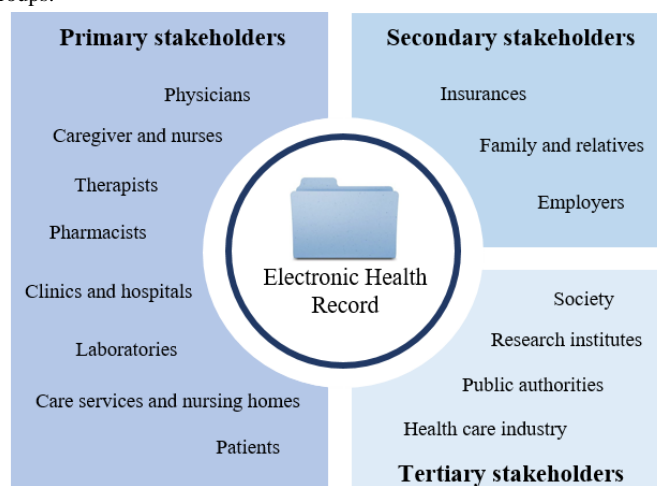 Primary stakeholders
Physicians
Caregiver and nurses
Therapists
Pharmacists
Clinics and hospitals
Laboratories
Care services and nursing homes
Patients
Secondary stakeholders
Insurances
Family and relatives
Employers
Electronic Health
Record
Society
Research institutes
Public authorities
Health care industry
Tertiary stakeholders